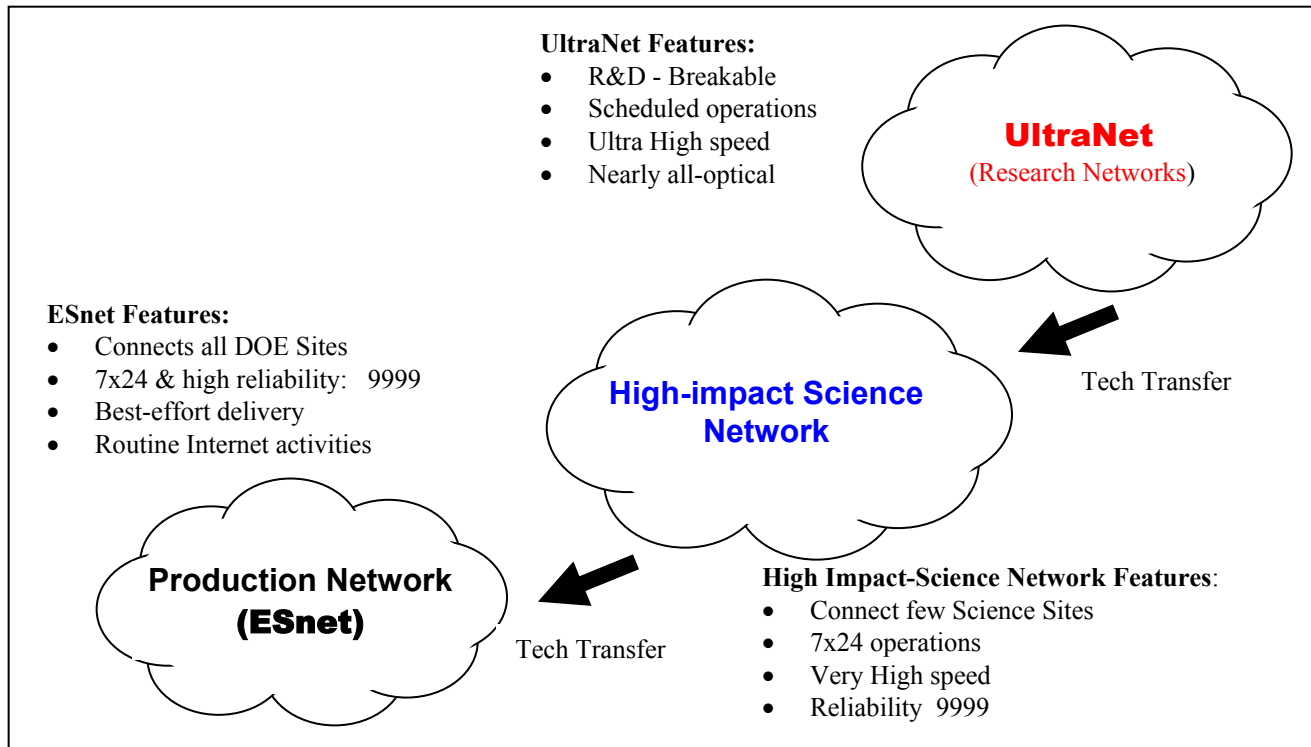 UltraNet Features:
• R&D - Breakable
• Scheduled operations
• Ultra High speed
• Nearly all-optical
UltraNet
(Research Networks)
ESnet Features:
• Connects all DOE Sites
• 7x24 & high reliability: 9999
• Best-effort delivery
• Routine Internet activities
High-impact Science
Network
Tech Transfer
Production Network
(ESnet)
Tech Transfer
High Impact-Science Network Features:
• Connect few Science Sites
• 7x24 operations
• Very High speed
• Reliability 9999